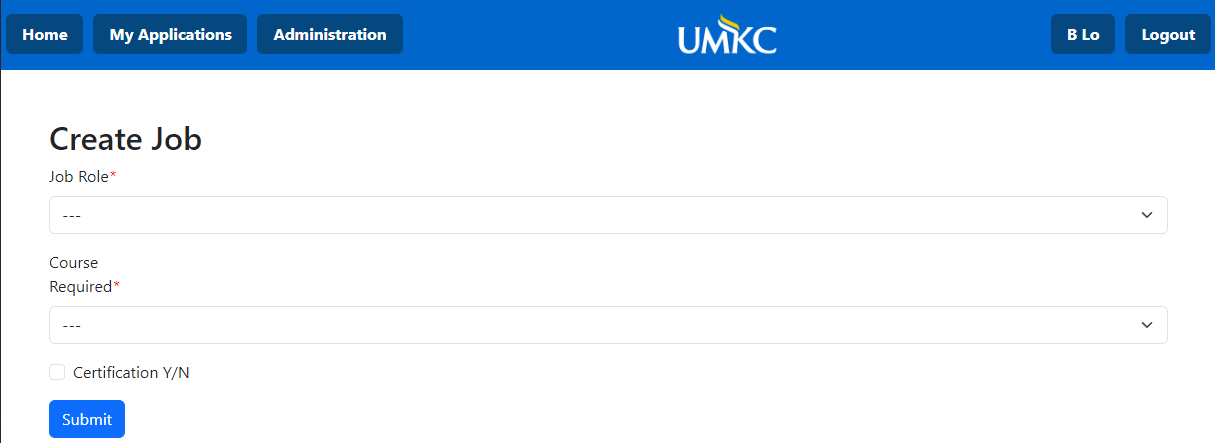 Home My Applications Administration UMKC B Lo Logout
Create Job
Job Role*
---
Course
Required*
---
Certification Y/N
Submit